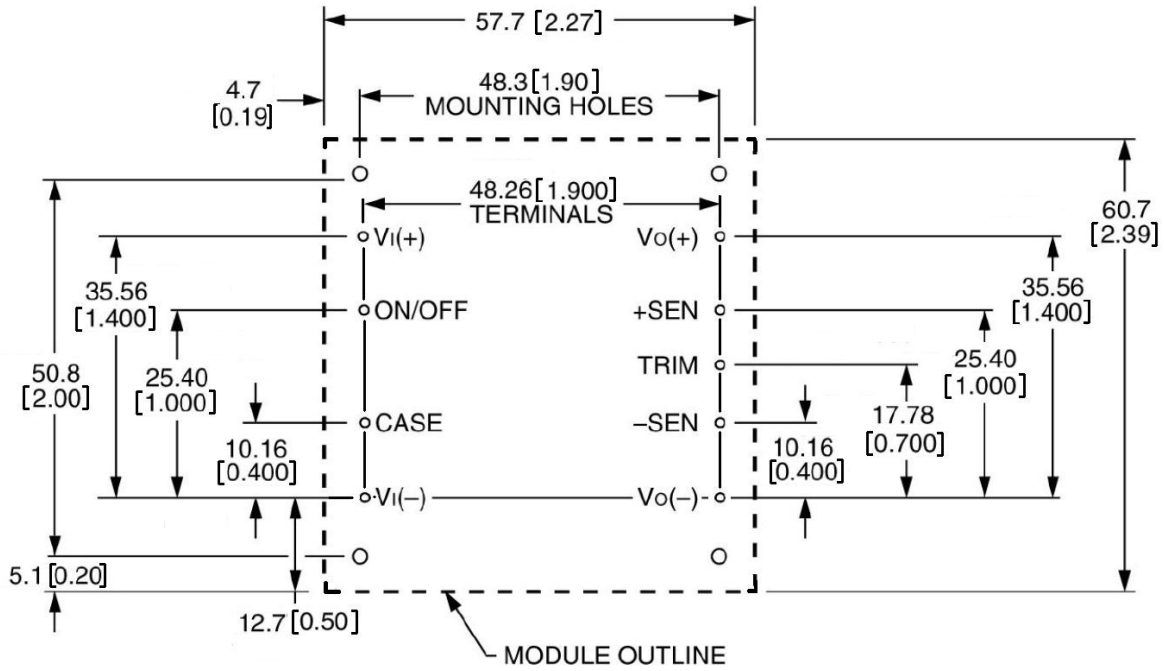 57.7 [2.27]
48.3 [1.90]
MOUNTING HOLES
4.7
[0.19]
48.26 [1.900]
TERMINALS
60.7
[2.39]
VI(+)
VO(+)
35.56
[1.400]
35.56
[1.400]
ON/OFF
+SEN
50.8
[2.00]
25.40
[1.000]
TRIM
25.40
[1.000]
CASE
–SEN
17.78
[0.700]
10.16
[0.400]
10.16
[0.400]
VI(–)
VO(–)
5.1 [0.20]
12.7 [0.50]
MODULE OUTLINE